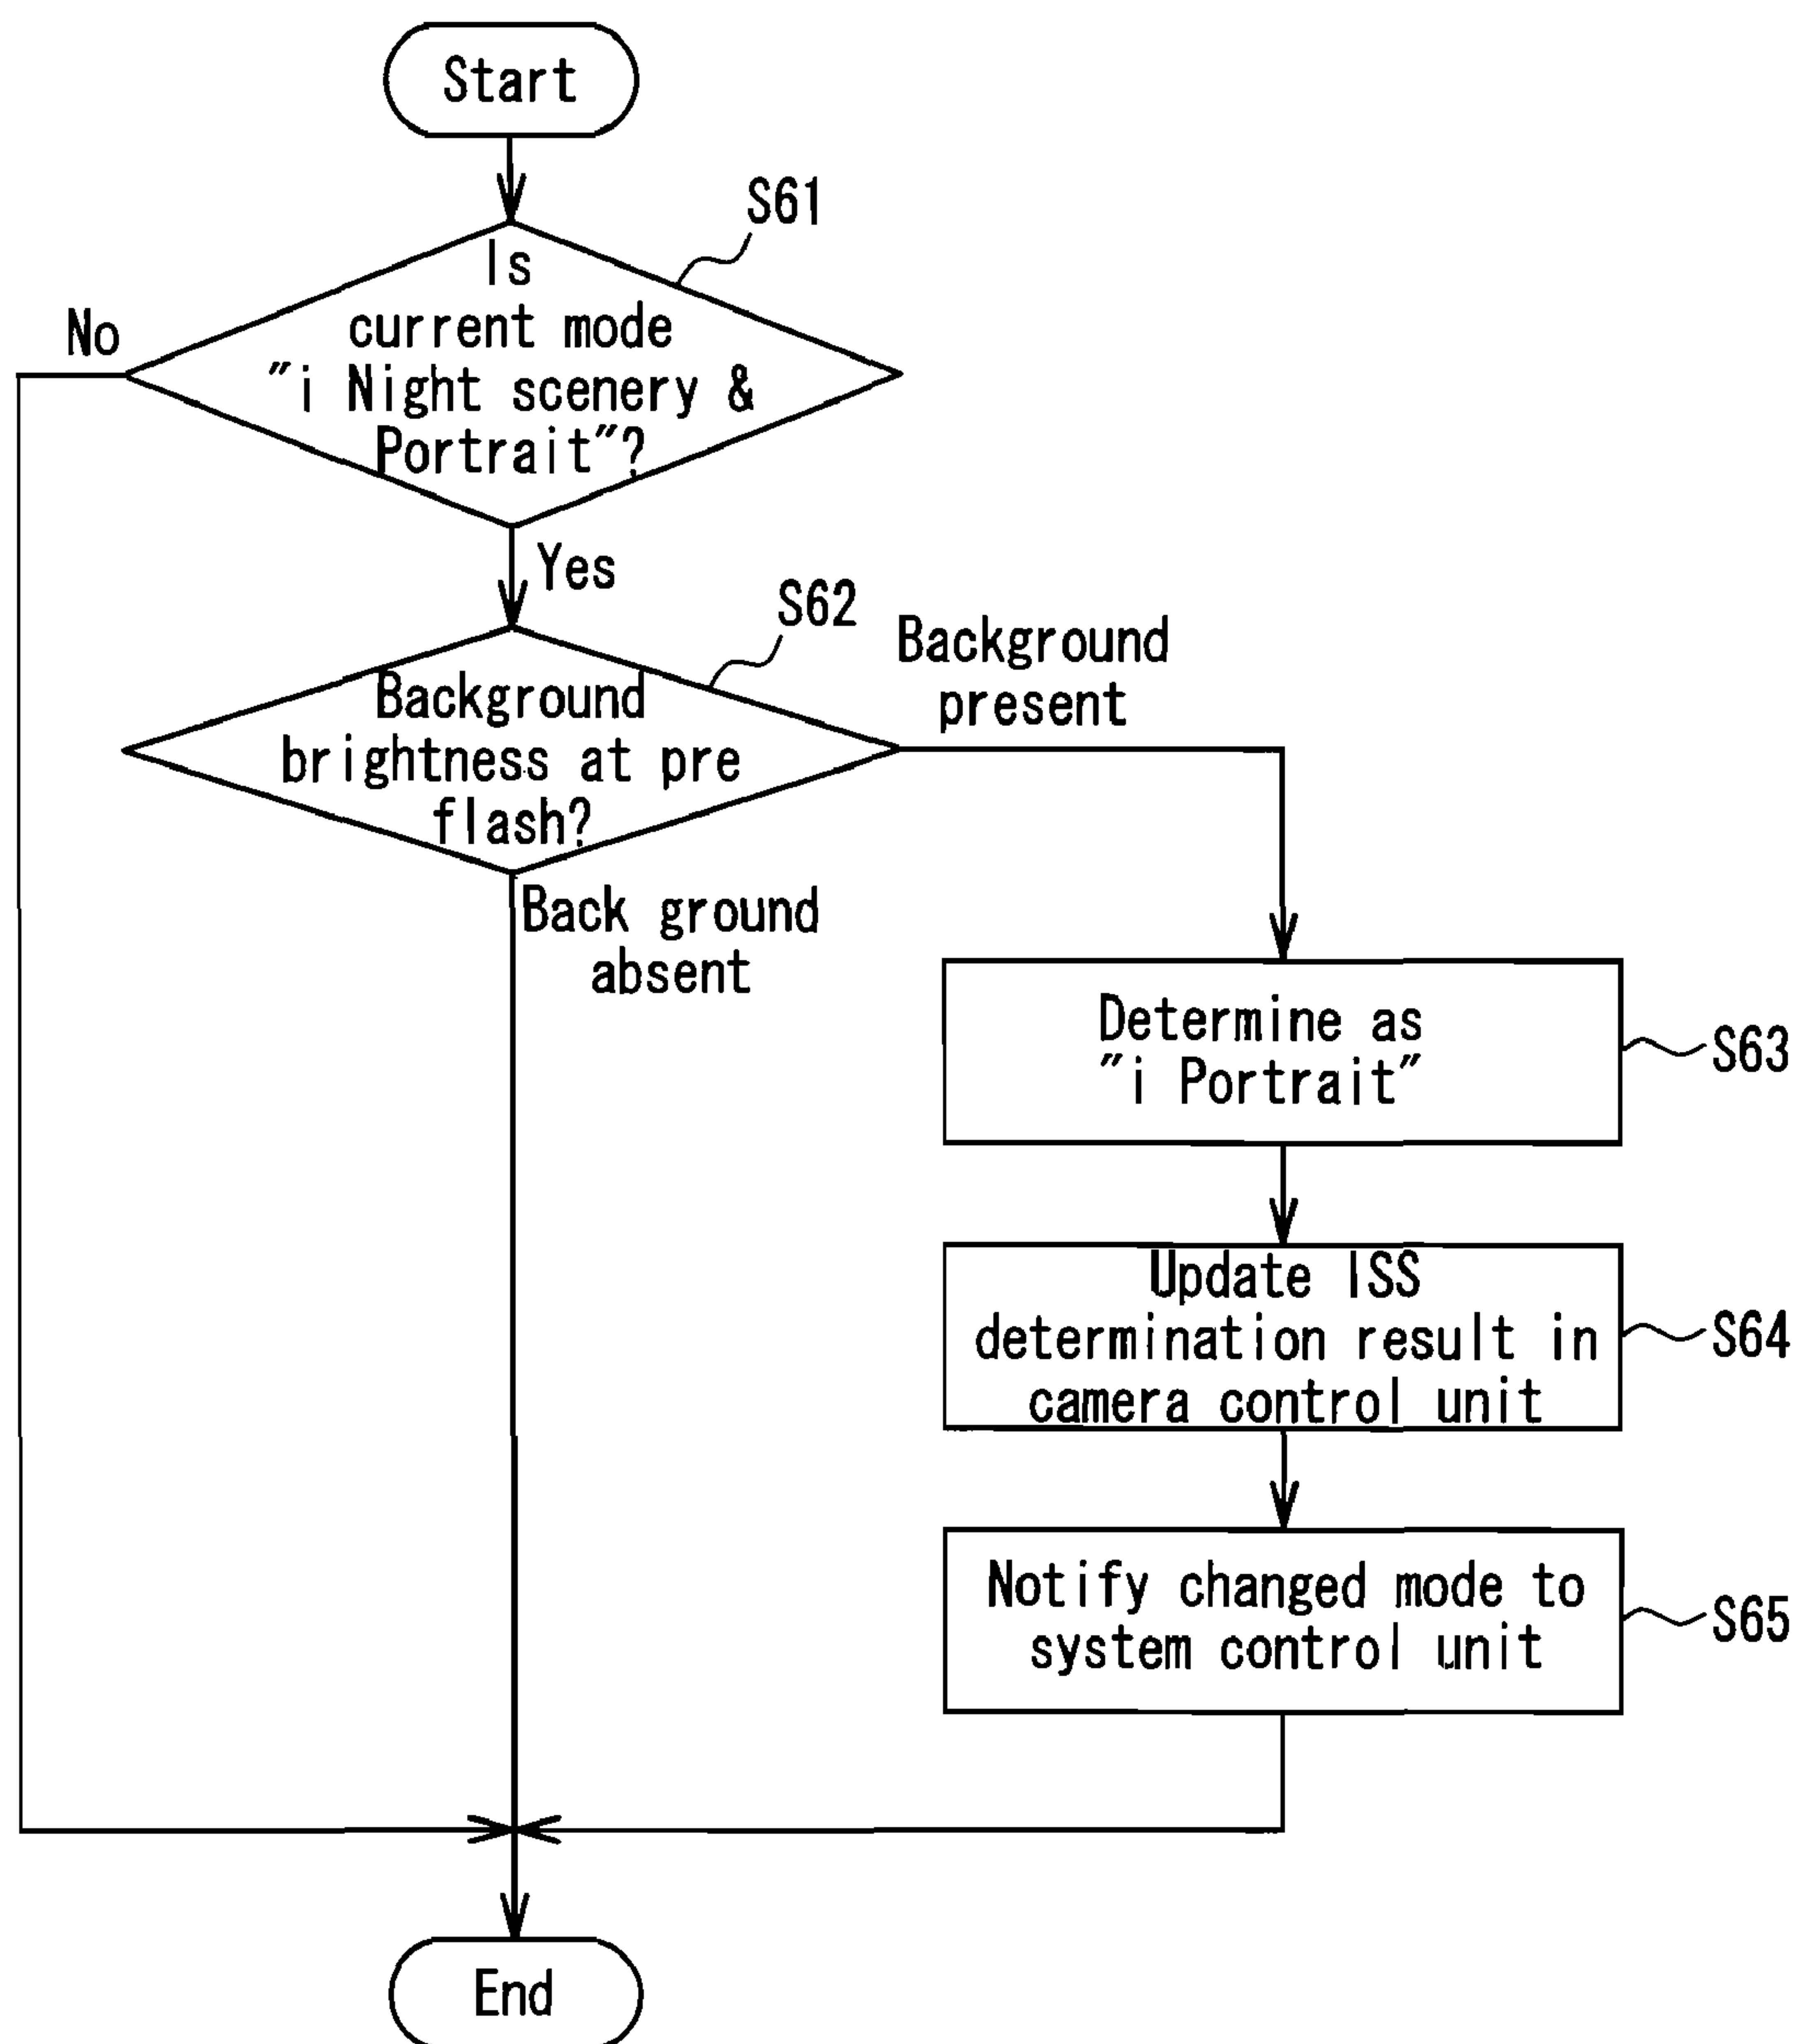 Start
S61
Is
current mode
"i Night scenery &
Portrait"?
No
Yes
S62
Background
brightness at pre
flash?
Background
present
Back ground
absent
Determine as
"i Portrait"
S63
Update ISS
determination result in
camera control unit
S64
Notify changed mode to
system control unit
S65
End